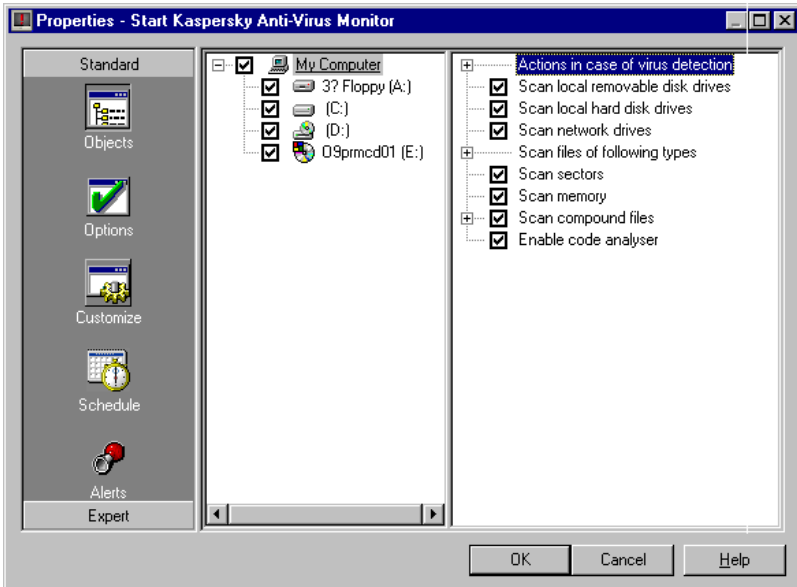 Properties - Start Kaspersky Anti-Virus Monitor
Standard
Objects
Options
Customize
Schedule
Alerts
Expert
My Computer
3? Floppy (A:)
(C:)
(D:)
09prmcd01 (E:)
Actions in case of virus detection
Scan local removable disk drives
Scan local hard disk drives
Scan network drives
Scan files of following types
Scan sectors
Scan memory
Scan compound files
Enable code analyser
OK
Cancel
Help